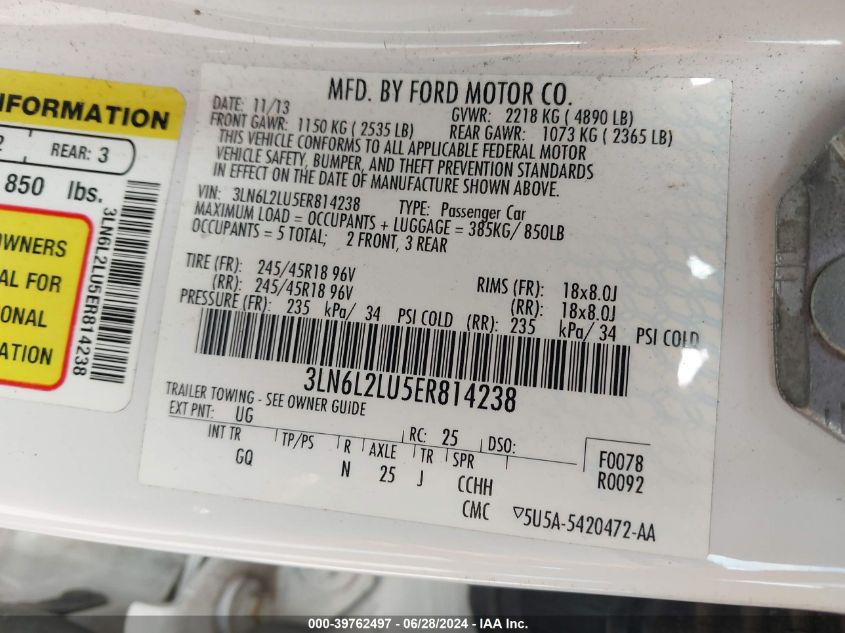 INFORMATION
2 REAR: 3
850 lbs.
3LN6L2LU5ER814238
OWNERS
AL FOR
ONAL
ATION
MFD. BY FORD MOTOR CO.
DATE: 11/13 GVWR: 2218 KG ( 4890 LB)
FRONT GAWR: 1150 KG ( 2535 LB) REAR GAWR: 1073 KG ( 2365 LB)
THIS VEHICLE CONFORMS TO ALL APPLICABLE FEDERAL MOTOR
VEHICLE SAFETY, BUMPER, AND THEFT PREVENTION STANDARDS
IN EFFECT ON THE DATE OF MANUFACTURE SHOWN ABOVE.
VIN: 3LN6L2LU5ER814238 TYPE: Passenger Car
MAXIMUM LOAD = OCCUPANTS + LUGGAGE = 385KG/ 850LB
OCCUPANTS = 5 TOTAL; 2 FRONT, 3 REAR
TIRE (FR): 245/45R18 96V RIMS (FR): 18x8.0J
(RR): 245/45R18 96V (RR): 18x8.0J
PRESSURE (FR): 235 kPa/ 34 PSI COLD (RR): 235 kPa/ 34 PSI COLD
3LN6L2LU5ER814238
TRAILER TOWING - SEE OWNER GUIDE
EXT PNT: UG RC: 25 DSO:
INT TR TP/PS R AXLE TR SPR F0078
GQ N 25 J CCHH R0092
CMC ▽5U5A-5420472-AA
000-39762497 - 06/28/2024 - IAA Inc.